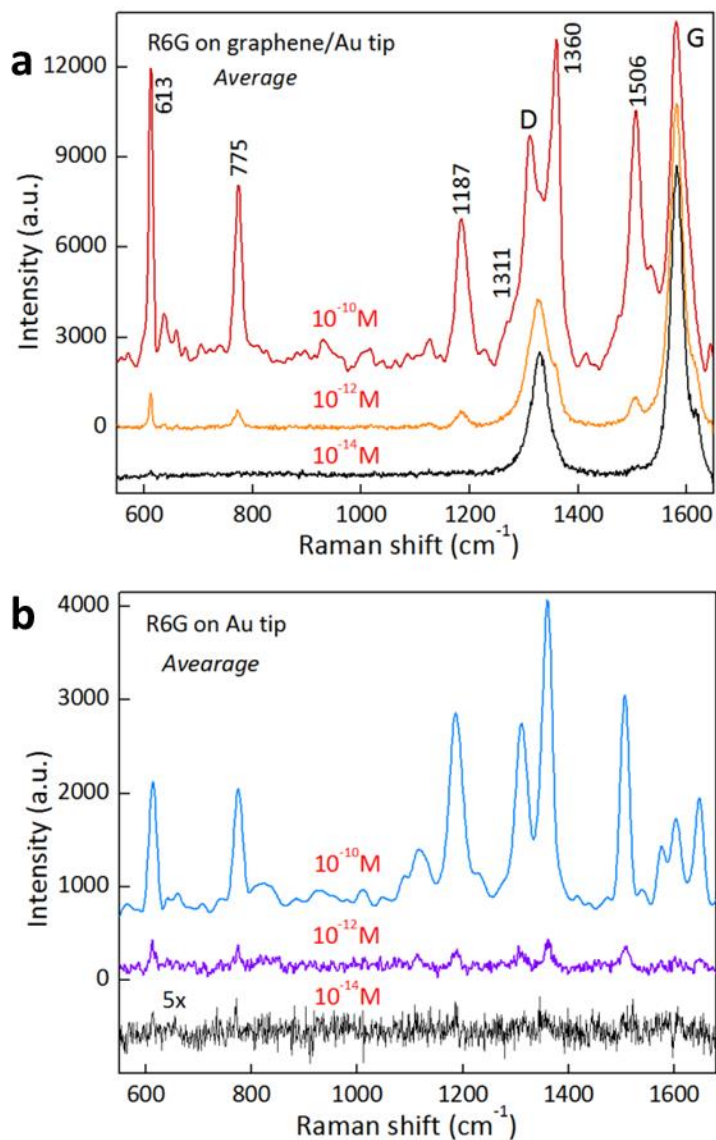 a
R6G on graphene/Au tip
Average
613
775
1187
1311
D
1360
1506
G
10⁻¹⁰M
10⁻¹²M
10⁻¹⁴M
Intensity (a.u.)
12000
9000
6000
3000
0
600 800 1000 1200 1400 1600
Raman shift (cm⁻¹)
b
R6G on Au tip
Avearage
10⁻¹⁰M
10⁻¹²M
10⁻¹⁴M
5x
Intensity (a.u.)
4000
3000
2000
1000
0
600 800 1000 1200 1400 1600
Raman shift (cm⁻¹)